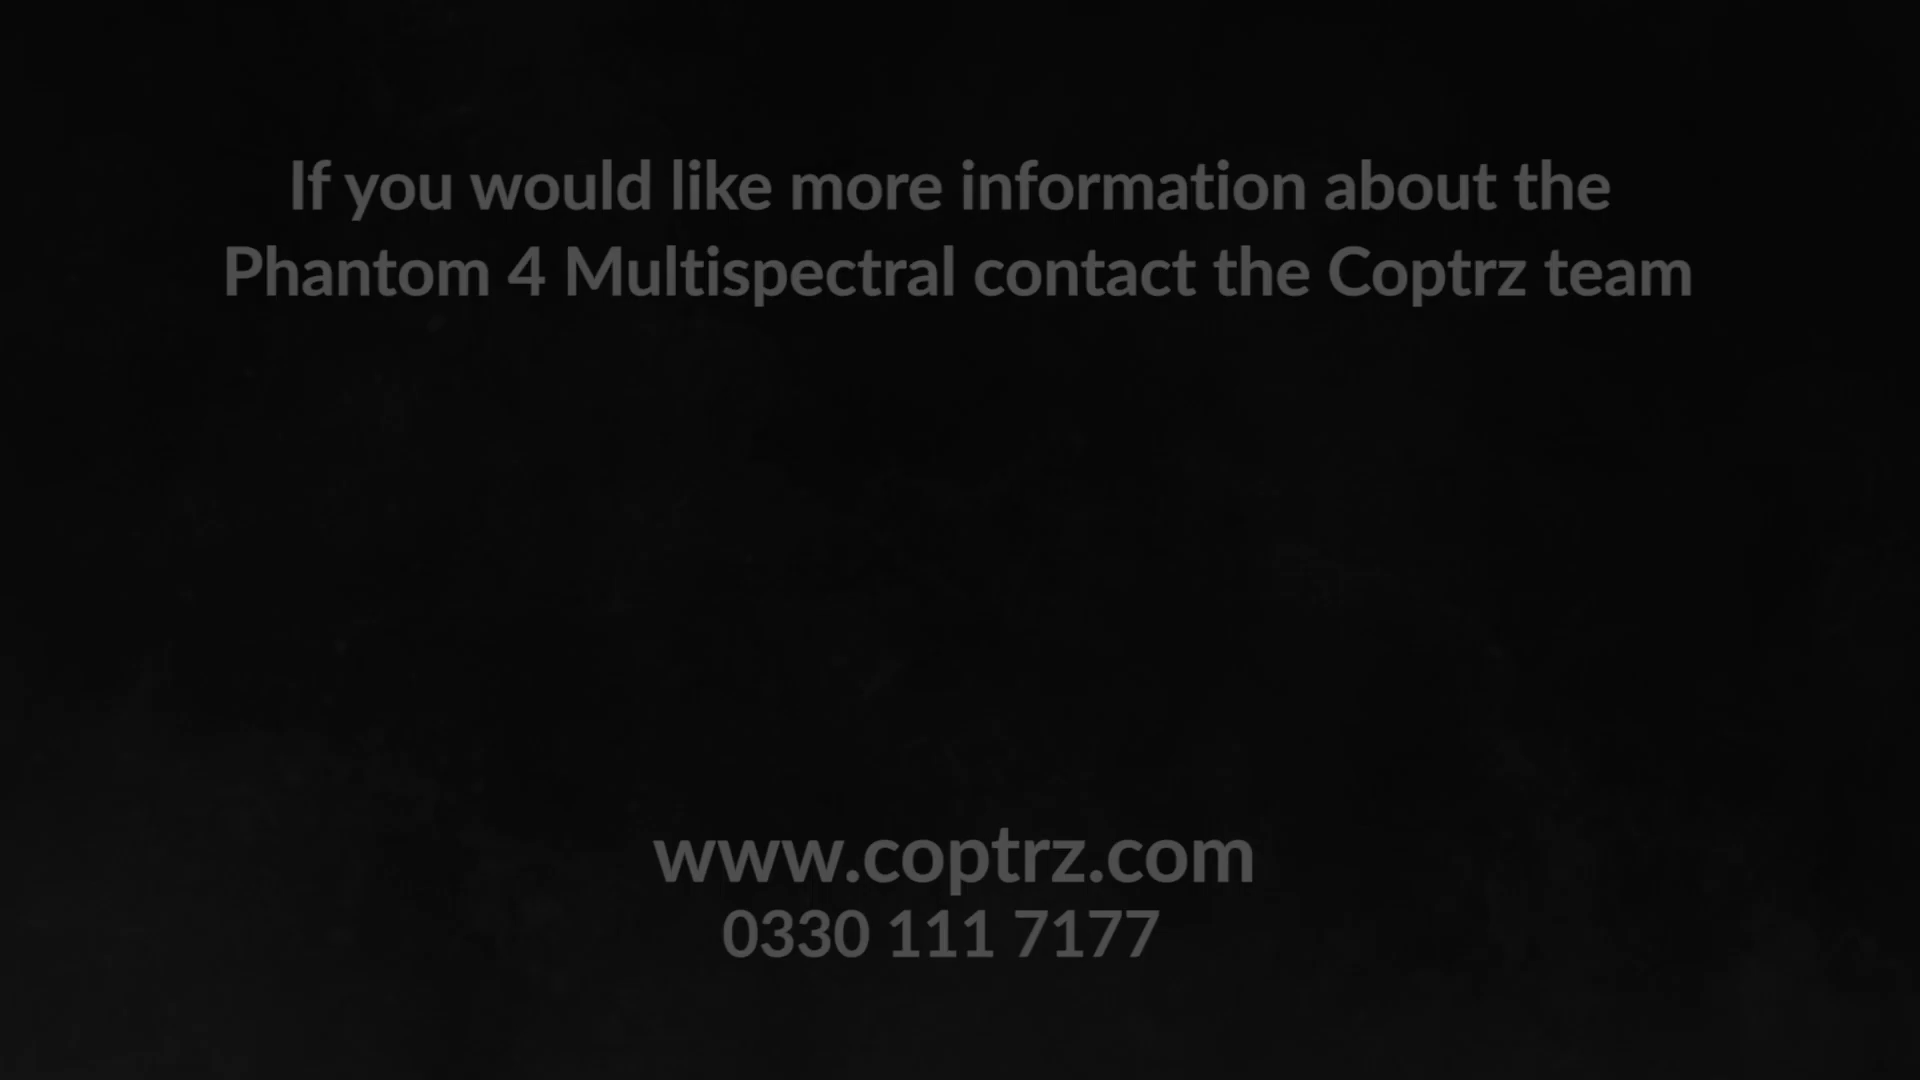 If you would like more information about the
Phantom 4 Multispectral contact the Coptrz team
www.coptrz.com
0330 111 7177